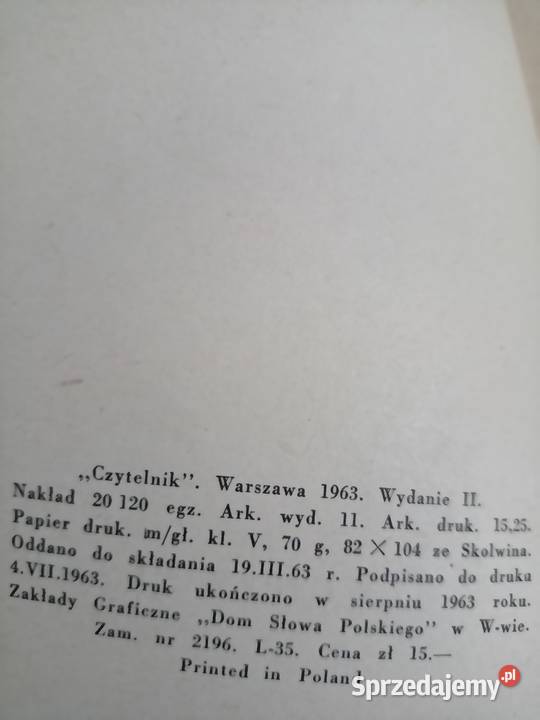 „Czytelnik”. Warszawa 1963. Wydanie II.
Nakład 20 120 egz. Ark. wyd. 11. Ark. druk. 15,25.
Papier druk. m/gł. kl. V, 70 g, 82 × 104 ze Skolwina.
Oddano do składania 19.III.63 r. Podpisano do druku
4.VII.1963. Druk ukończono w sierpniu 1963 roku.
Zakłady Graficzne „Dom Słowa Polskiego” w W-wie.
Zam. nr 2196. L-35. Cena zł 15.—
Printed in Poland
Sprzedajemy.pl